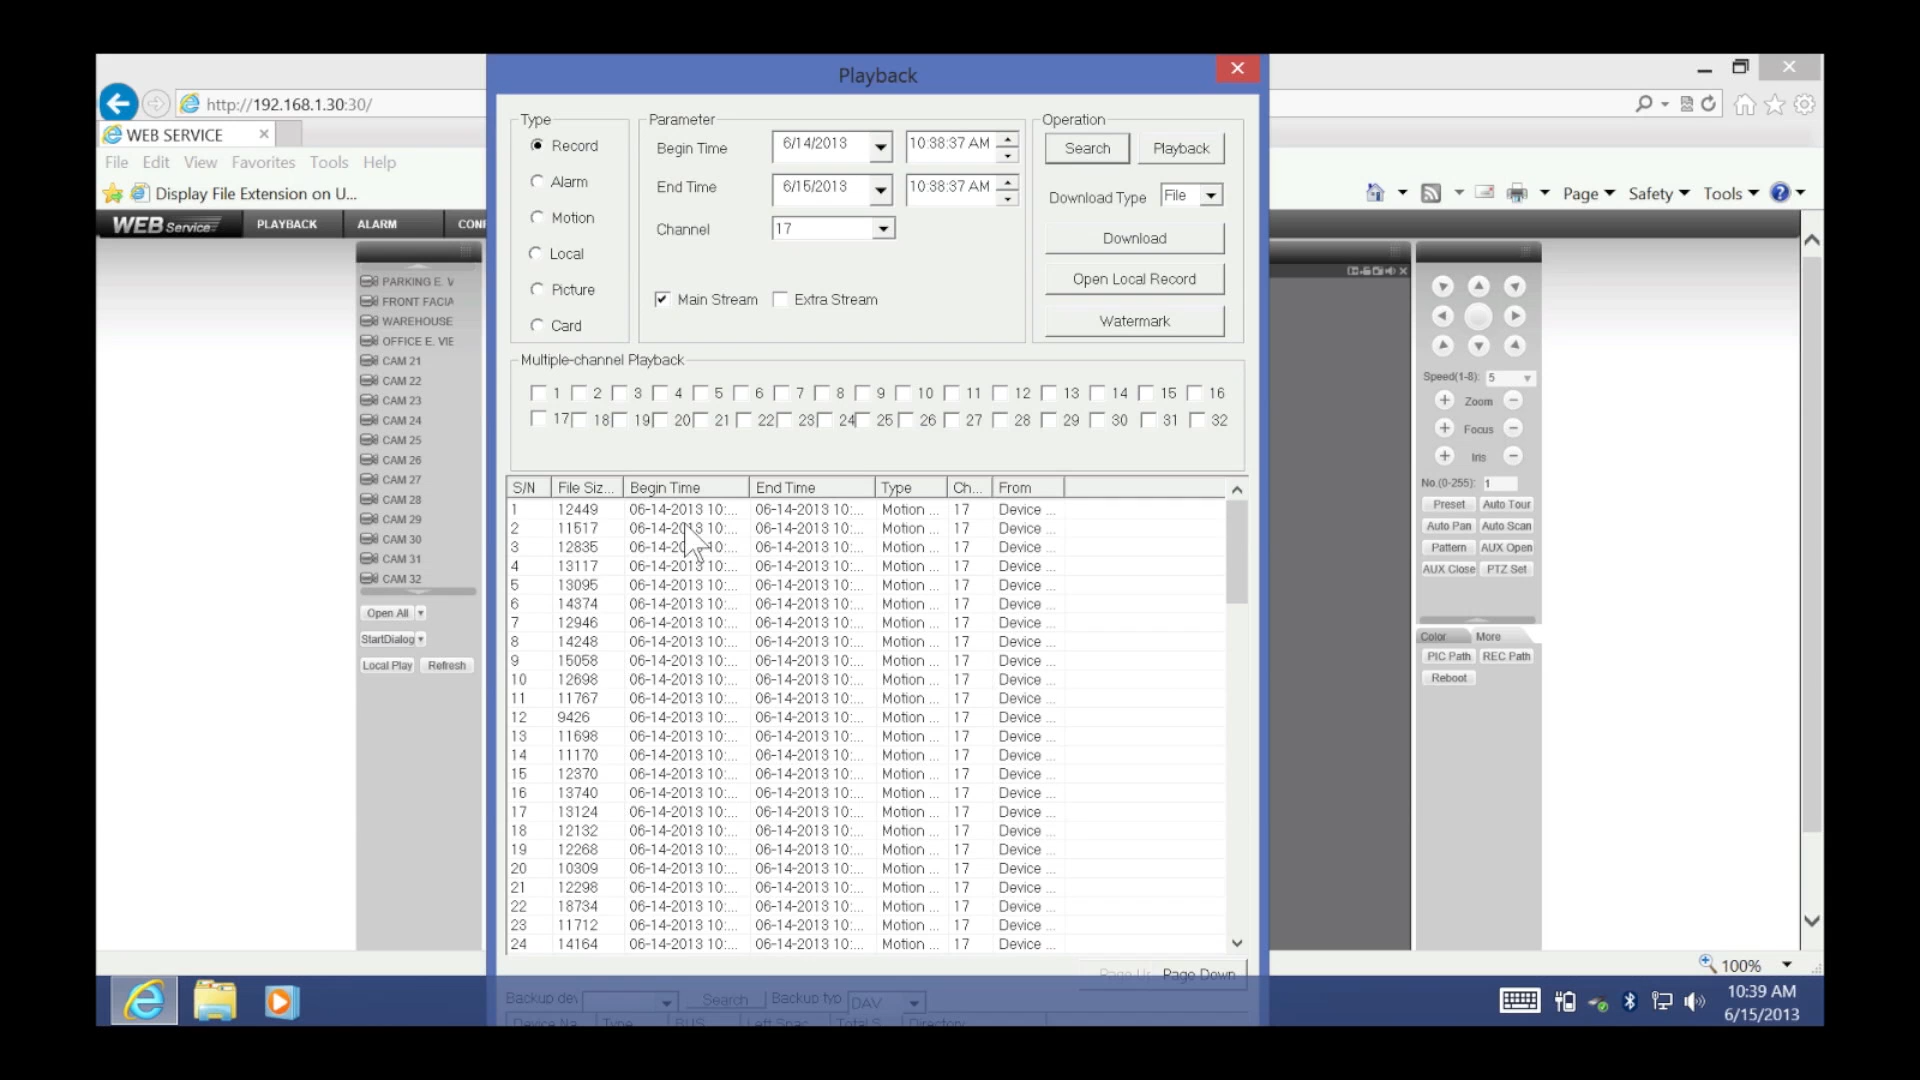 Playback
http://192.168.1.30:30/
WEB SERVICE
File Edit View Favorites Tools Help
Display File Extension on U...
Page Safety Tools
WEB Service PLAYBACK ALARM CONF
PARKING E. V
FRONT FACIA
WAREHOUSE
OFFICE E. VIE
CAM 21
CAM 22
CAM 23
CAM 24
CAM 25
CAM 26
CAM 27
CAM 28
CAM 29
CAM 30
CAM 31
CAM 32
Open All
StartDialog
Local Play Refresh
Type
Record
Alarm
Motion
Local
Picture
Card
Parameter
Begin Time 6/14/2013 10:38:37 AM
End Time 6/15/2013 10:38:37 AM
Channel 17
Main Stream Extra Stream
Operation
Search Playback
Download Type File
Download
Open Local Record
Watermark
Multiple-channel Playback
1 2 3 4 5 6 7 8 9 10 11 12 13 14 15 16
17 18 19 20 21 22 23 24 25 26 27 28 29 30 31 32
S/N File Siz... Begin Time End Time Type Ch... From
1 12449 06-14-2013 10:... 06-14-2013 10:... Motion ... 17 Device ...
2 11517 06-14-2013 10:... 06-14-2013 10:... Motion ... 17 Device ...
3 12835 06-14-2013 10:... 06-14-2013 10:... Motion ... 17 Device ...
4 13117 06-14-2013 10:... 06-14-2013 10:... Motion ... 17 Device ...
5 13095 06-14-2013 10:... 06-14-2013 10:... Motion ... 17 Device ...
6 14374 06-14-2013 10:... 06-14-2013 10:... Motion ... 17 Device ...
7 12946 06-14-2013 10:... 06-14-2013 10:... Motion ... 17 Device ...
8 14248 06-14-2013 10:... 06-14-2013 10:... Motion ... 17 Device ...
9 15058 06-14-2013 10:... 06-14-2013 10:... Motion ... 17 Device ...
10 12698 06-14-2013 10:... 06-14-2013 10:... Motion ... 17 Device ...
11 11767 06-14-2013 10:... 06-14-2013 10:... Motion ... 17 Device ...
12 9426 06-14-2013 10:... 06-14-2013 10:... Motion ... 17 Device ...
13 11698 06-14-2013 10:... 06-14-2013 10:... Motion ... 17 Device ...
14 11170 06-14-2013 10:... 06-14-2013 10:... Motion ... 17 Device ...
15 12370 06-14-2013 10:... 06-14-2013 10:... Motion ... 17 Device ...
16 13740 06-14-2013 10:... 06-14-2013 10:... Motion ... 17 Device ...
17 13124 06-14-2013 10:... 06-14-2013 10:... Motion ... 17 Device ...
18 12132 06-14-2013 10:... 06-14-2013 10:... Motion ... 17 Device ...
19 12268 06-14-2013 10:... 06-14-2013 10:... Motion ... 17 Device ...
20 10309 06-14-2013 10:... 06-14-2013 10:... Motion ... 17 Device ...
21 12298 06-14-2013 10:... 06-14-2013 10:... Motion ... 17 Device ...
22 18734 06-14-2013 10:... 06-14-2013 10:... Motion ... 17 Device ...
23 11712 06-14-2013 10:... 06-14-2013 10:... Motion ... 17 Device ...
24 14164 06-14-2013 10:... 06-14-2013 10:... Motion ... 17 Device ...
Page Up Page Down
Backup dev Search Backup typ DAV
Device Na... Type BUS Left Spac... Total S... Directory
Speed(1-8): 5
Zoom
Focus
Iris
No.(0-255): 1
Preset Auto Tour
Auto Pan Auto Scan
Pattern AUX Open
AUX Close PTZ Set
Color More
PIC Path REC Path
Reboot
100%
10:39 AM
6/15/2013